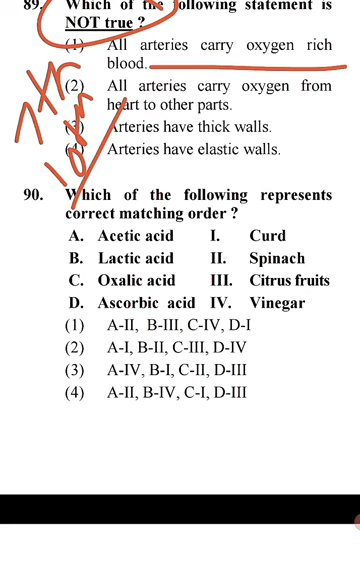 89. Which of the following statement is
NOT true ?
(1) All arteries carry oxygen rich
blood.
(2) All arteries carry oxygen from
heart to other parts.
(3) Arteries have thick walls.
(4) Arteries have elastic walls.
90. Which of the following represents
correct matching order ?
A. Acetic acid I. Curd
B. Lactic acid II. Spinach
C. Oxalic acid III. Citrus fruits
D. Ascorbic acid IV. Vinegar
(1) A-II, B-III, C-IV, D-I
(2) A-I, B-II, C-III, D-IV
(3) A-IV, B-I, C-II, D-III
(4) A-II, B-IV, C-I, D-III